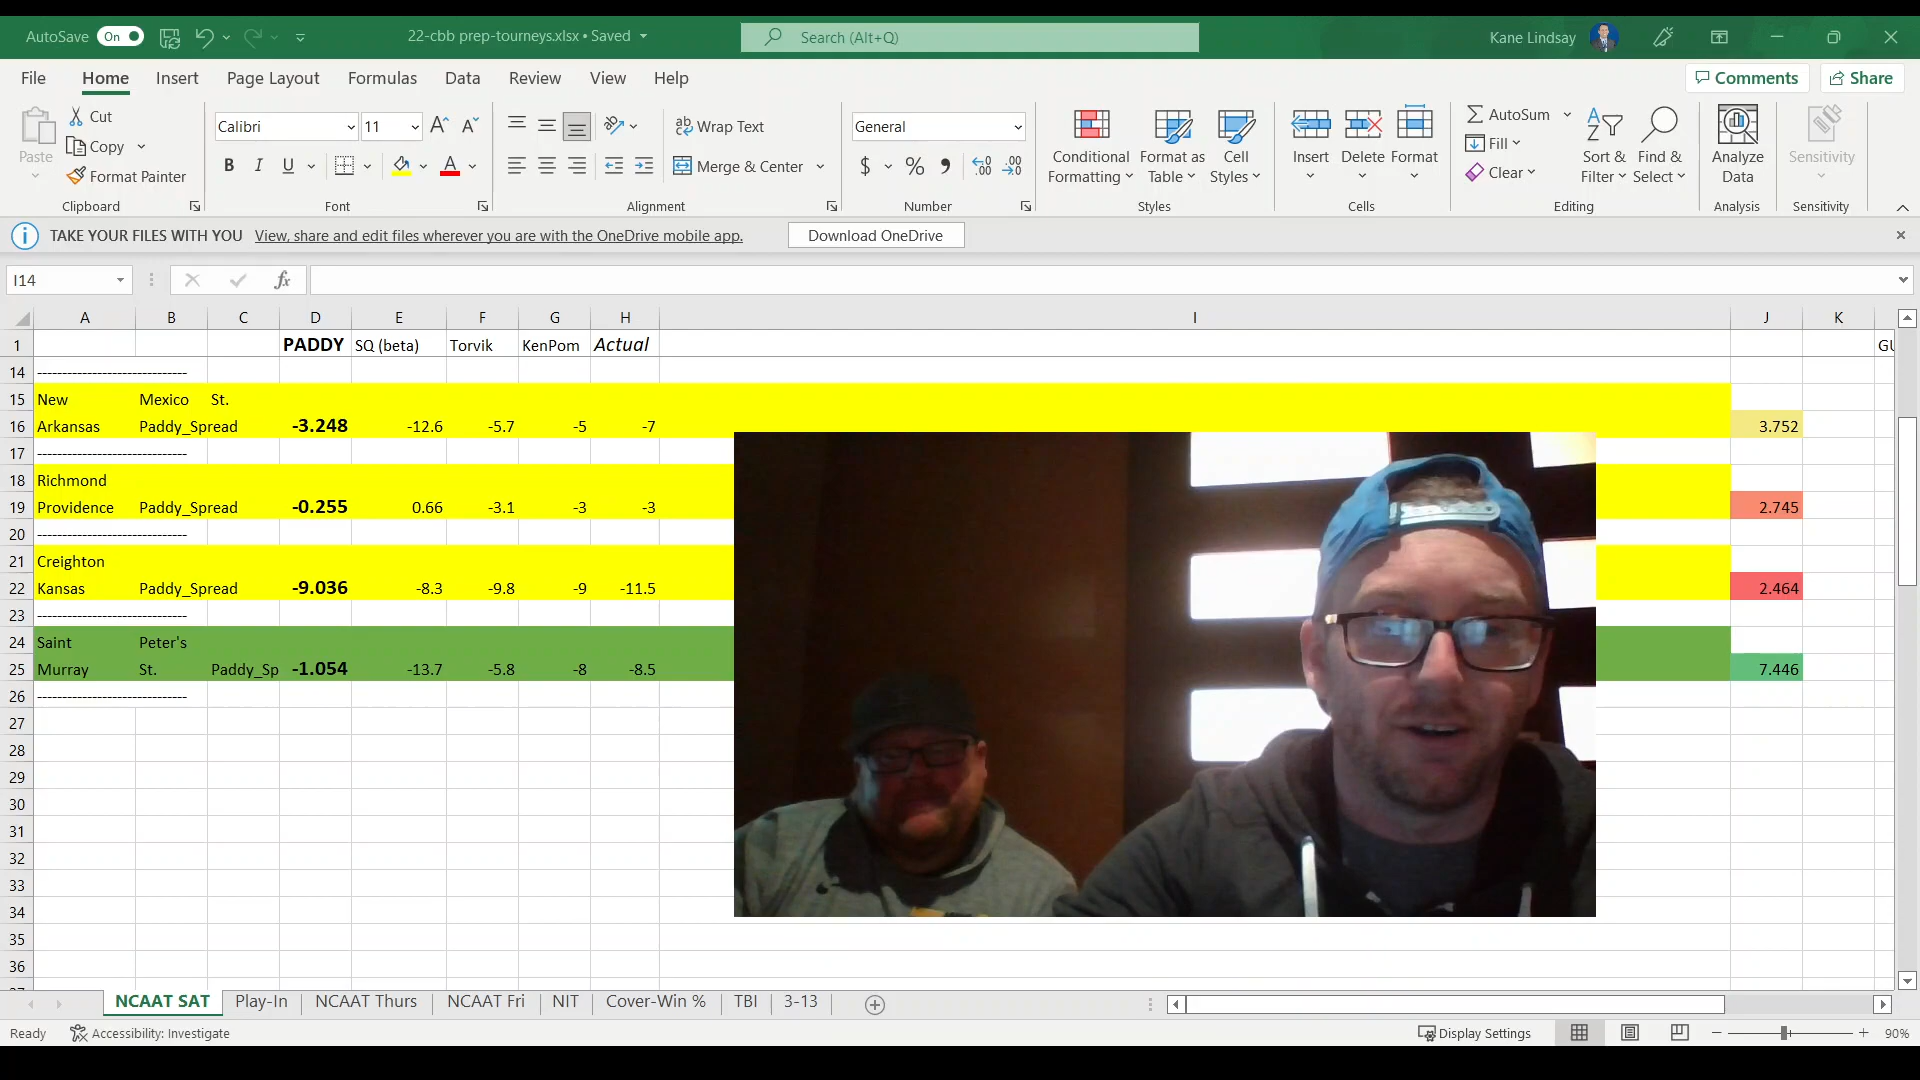 AutoSave On 22-cbb prep-tourneys.xlsx • Saved Search (Alt+Q) Kane Lindsay
File Home Insert Page Layout Formulas Data Review View Help Comments Share
Paste Cut Copy Format Painter Clipboard
Calibri 11 B I U A Font
ab Wrap Text Merge & Center Alignment
General $ % Number
Conditional Formatting Format as Table Cell Styles Styles
Insert Delete Format Cells
AutoSum Fill Clear Sort & Filter Find & Select Editing
Analyze Data Analysis
Sensitivity Sensitivity
TAKE YOUR FILES WITH YOU View, share and edit files wherever you are with the OneDrive mobile app. Download OneDrive
I14 fx
A B C D E F G H I J K
1 PADDY SQ (beta) Torvik KenPom Actual GU
14 ------------------------------
15 New Mexico St.
16 Arkansas Paddy_Spread -3.248 -12.6 -5.7 -5 -7 3.752
17 ------------------------------
18 Richmond
19 Providence Paddy_Spread -0.255 0.66 -3.1 -3 -3 2.745
20 ------------------------------
21 Creighton
22 Kansas Paddy_Spread -9.036 -8.3 -9.8 -9 -11.5 2.464
23 ------------------------------
24 Saint Peter's
25 Murray St. Paddy_Sp -1.054 -13.7 -5.8 -8 -8.5 7.446
26 ------------------------------
27
28
29
30
31
32
33
34
35
36
NCAAT SAT Play-In NCAAT Thurs NCAAT Fri NIT Cover-Win % TBI 3-13
Ready Accessibility: Investigate Display Settings 90%